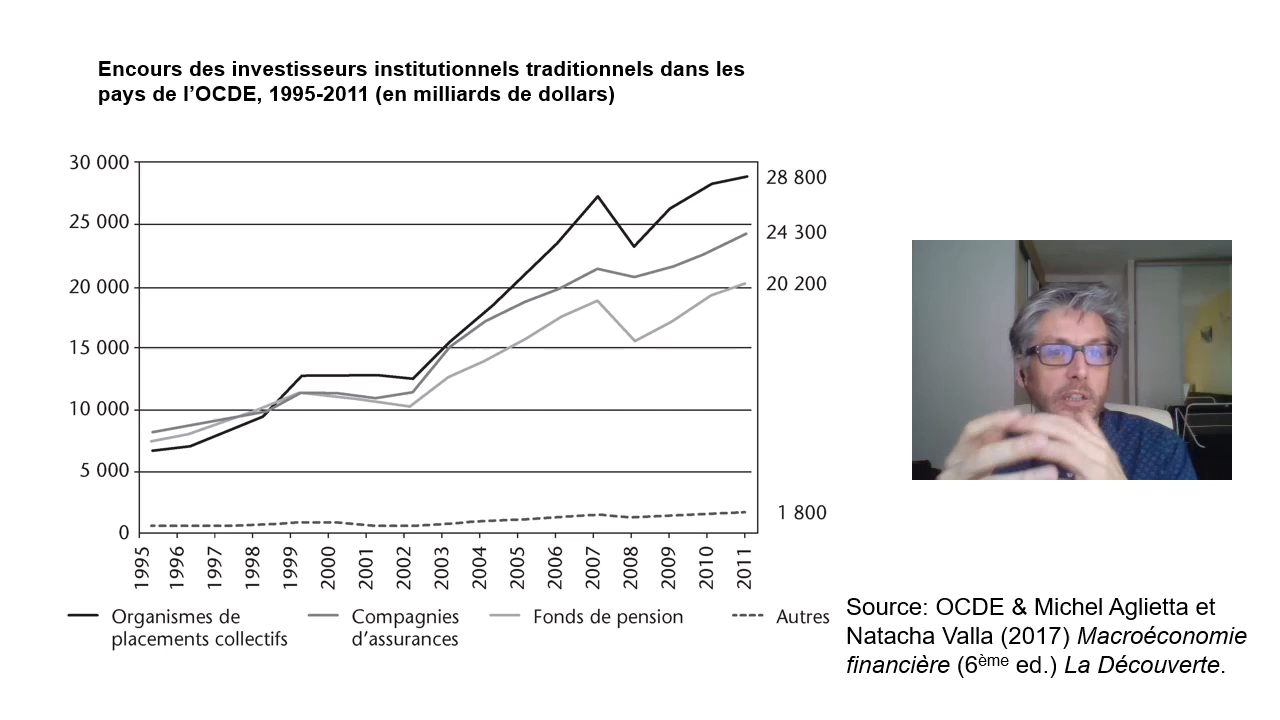 Encours des investisseurs institutionnels traditionnels dans les
pays de l’OCDE, 1995-2011 (en milliards de dollars)
30 000
25 000
20 000
15 000
10 000
5 000
0
28 800
24 300
20 200
1 800
1995
1996
1997
1998
1999
2000
2001
2002
2003
2004
2005
2006
2007
2008
2009
2010
2011
Organismes de
placements collectifs
Compagnies
d’assurances
Fonds de pension
Autres
Source: OCDE & Michel Aglietta et
Natacha Valla (2017) Macroéconomie
financière (6ème ed.) La Découverte.